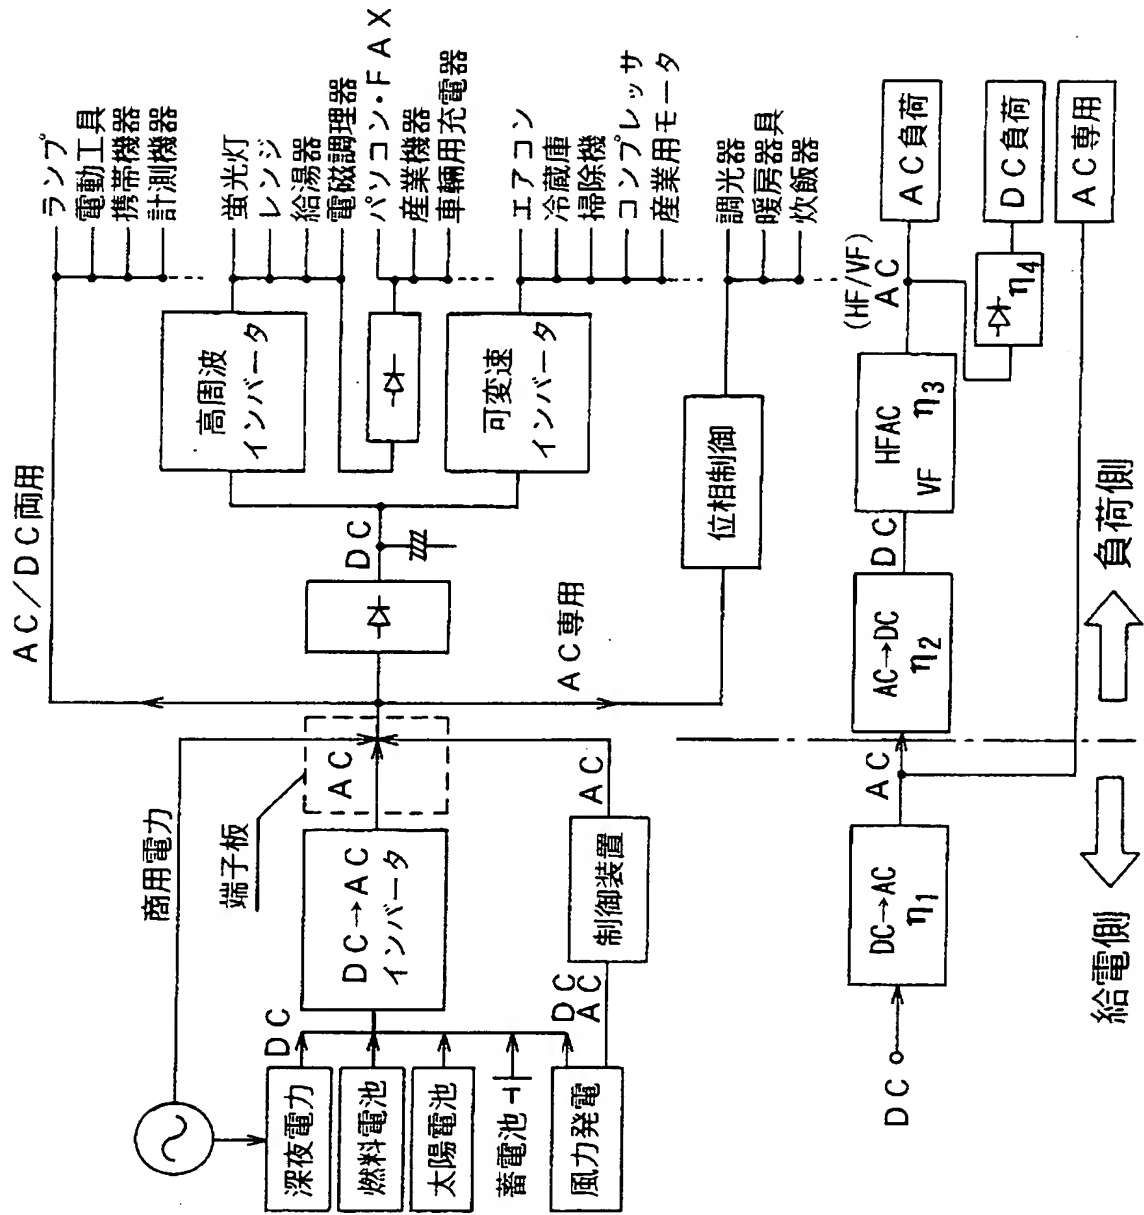 商用電力
端子板
深夜電力
燃料電池
太陽電池
蓄電池
風力発電
DC
DC→AC
インバータ
AC
DC
AC
制御装置
AC
AC/DC両用
AC専用
DC
高周波
インバータ
可変速
インバータ
位相制御
ランプ
電動工具
携帯機器
計測機器
蛍光灯
レンジ
給湯器
電磁調理器
パソコン・FAX
産業機器
車輌用充電器
エアコン
冷蔵庫
掃除機
コンプレッサ
産業用モータ
調光器
暖房器具
炊飯器
DC
DC→AC
η1
AC
AC→DC
η2
DC
HFAC
VF
η3
(HF/VF)
AC
η4
AC負荷
DC負荷
AC専用
給電側
負荷側